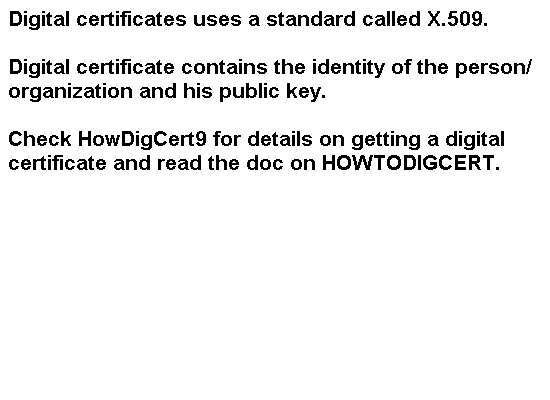 Digital certificates uses a standard called X.509.
Digital certificate contains the identity of the person/
organization and his public key.
Check HowDigCert9 for details on getting a digital
certificate and read the doc on HOWTODIGCERT.